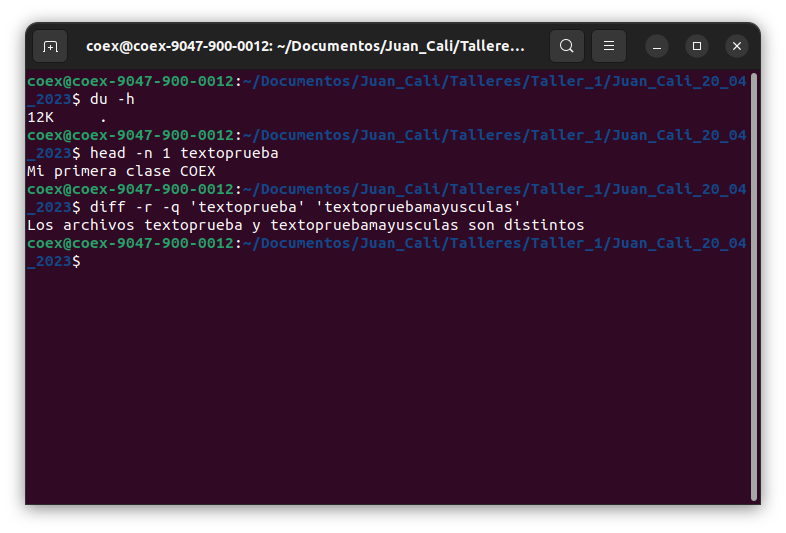 coex@coex-9047-900-0012: ~/Documentos/Juan_Cali/Tallere...
coex@coex-9047-900-0012:~/Documentos/Juan_Cali/Talleres/Taller_1/Juan_Cali_20_04
_2023$ du -h
12K     .
coex@coex-9047-900-0012:~/Documentos/Juan_Cali/Talleres/Taller_1/Juan_Cali_20_04
_2023$ head -n 1 textoprueba
Mi primera clase COEX
coex@coex-9047-900-0012:~/Documentos/Juan_Cali/Talleres/Taller_1/Juan_Cali_20_04
_2023$ diff -r -q 'textoprueba' 'textopruebamayusculas'
Los archivos textoprueba y textopruebamayusculas son distintos
coex@coex-9047-900-0012:~/Documentos/Juan_Cali/Talleres/Taller_1/Juan_Cali_20_04
_2023$